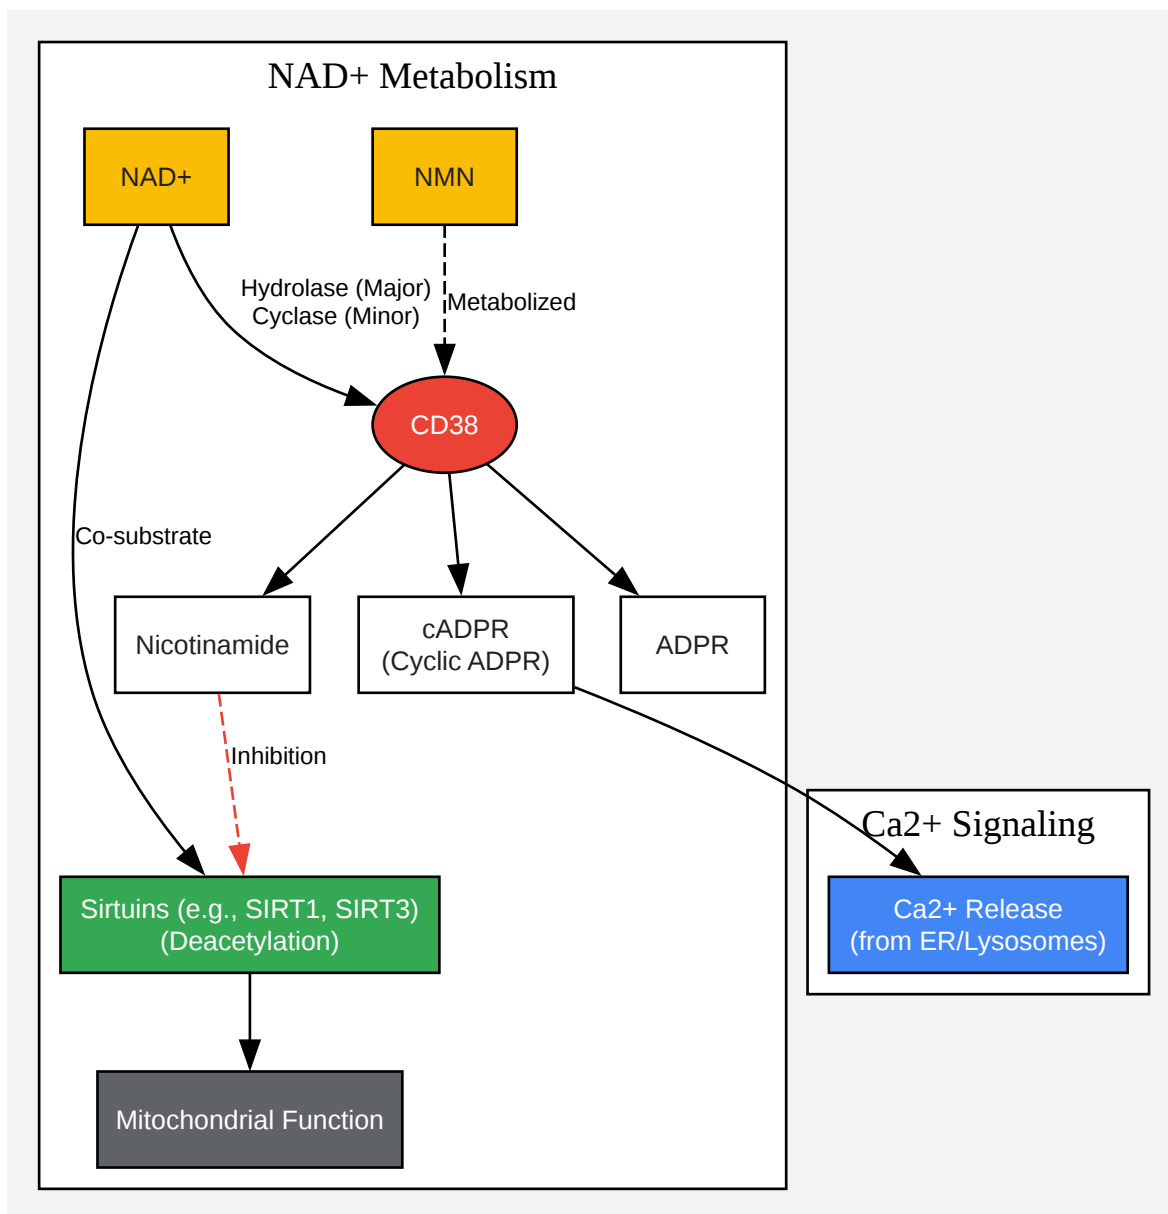 NAD+ Metabolism
NAD+
NMN
Hydrolase (Major)
Cyclase (Minor)
Metabolized
CD38
Co-substrate
Nicotinamide
cADPR
(Cyclic ADPR)
ADPR
Inhibition
Ca2+ Signaling
Sirtuins (e.g., SIRT1, SIRT3)
(Deacetylation)
Ca2+ Release
(from ER/Lysosomes)
Mitochondrial Function